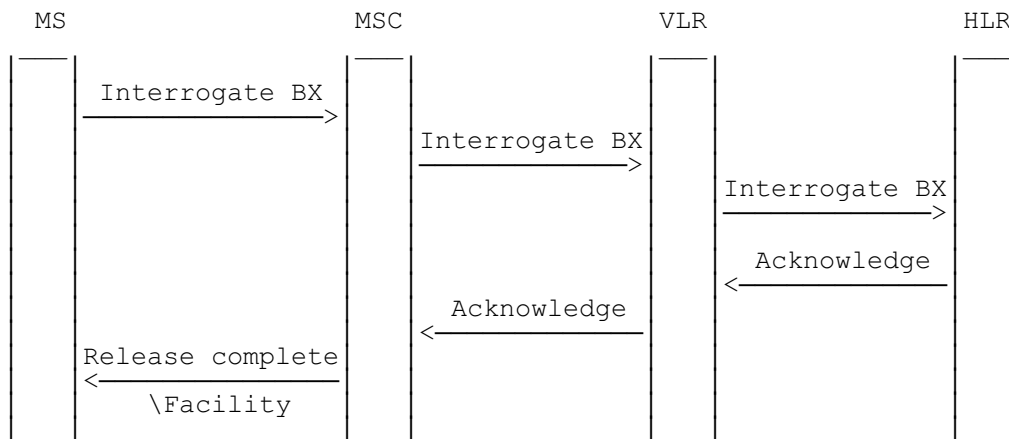 MS MSC VLR HLR
Interrogate BX
Interrogate BX
Interrogate BX
Acknowledge
Acknowledge
Release complete
\Facility